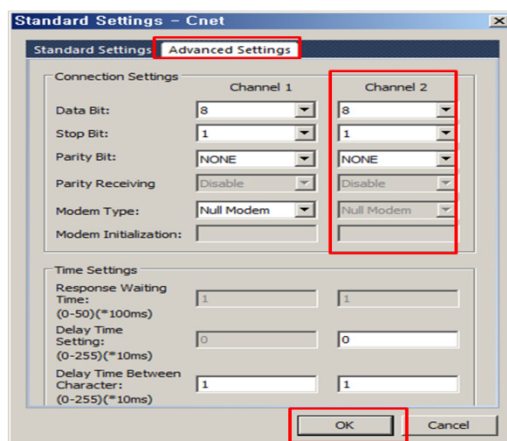 Standard Settings – Cnet
Standard Settings Advanced Settings
Connection Settings
Channel 1 Channel 2
Data Bit: 8 8
Stop Bit: 1 1
Parity Bit: NONE NONE
Parity Receiving Disable Disable
Modem Type: Null Modem Null Modem
Modem Initialization:
Time Settings
Response Waiting
Time: 1 1
(0-50)(*100ms)
Delay Time
Setting: 0 0
(0-255)(*10ms)
Delay Time Between
Character: 1 1
(0-255)(*10ms)
OK Cancel